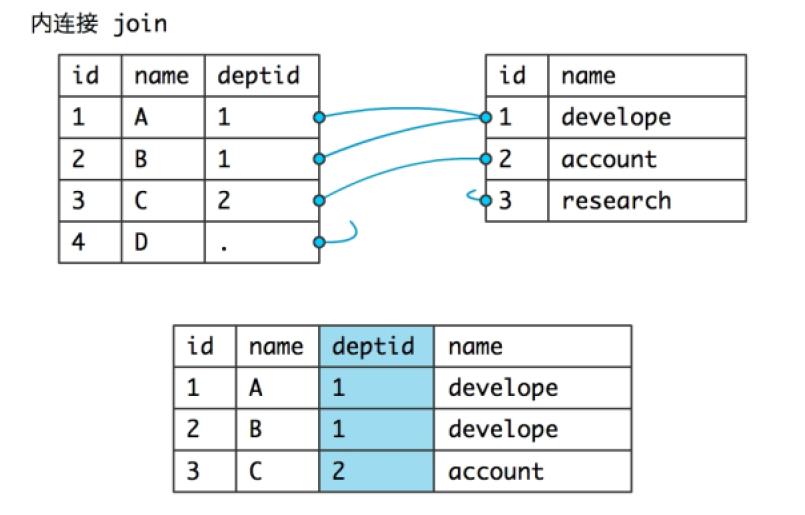 内连接 join
id name deptid id name
1 A 1 1 develope
2 B 1 2 account
3 C 2 3 research
4 D .
id name deptid name
1 A 1 develope
2 B 1 develope
3 C 2 account